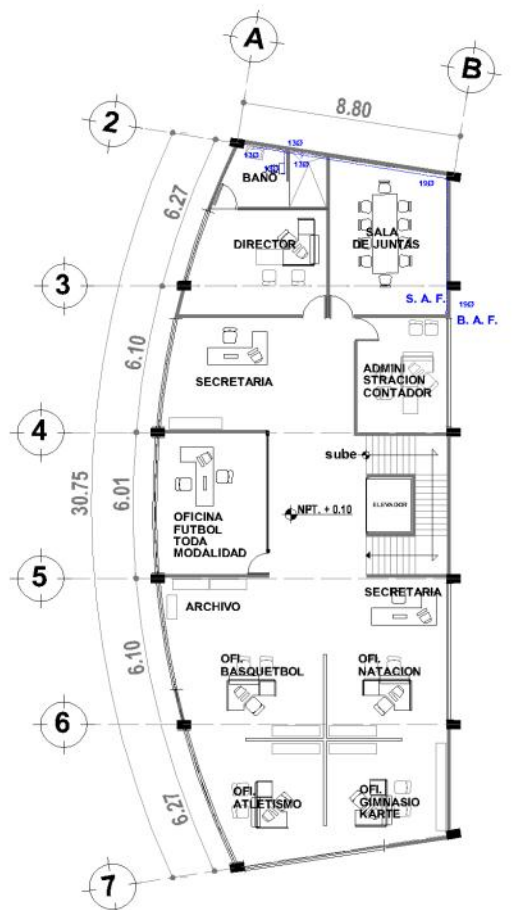 A
B
2
8.80
13Ø
13Ø
13Ø
13Ø
BAÑO
19Ø
6.27
DIRECTOR
SALA
DE JUNTAS
3
S. A. F.
19Ø
B. A. F.
6.10
SECRETARIA
ADMINI
STRACION
CONTADOR
4
sube
30.75
6.01
ELEVADOR
NPT. + 0.10
OFICINA
FUTBOL
TODA
MODALIDAD
5
ARCHIVO
SECRETARIA
6.10
OFI.
BASQUETBOL
OFI.
NATACION
6
OFI.
ATLETISMO
OFI.
GIMNASIO
KARTE
6.27
7